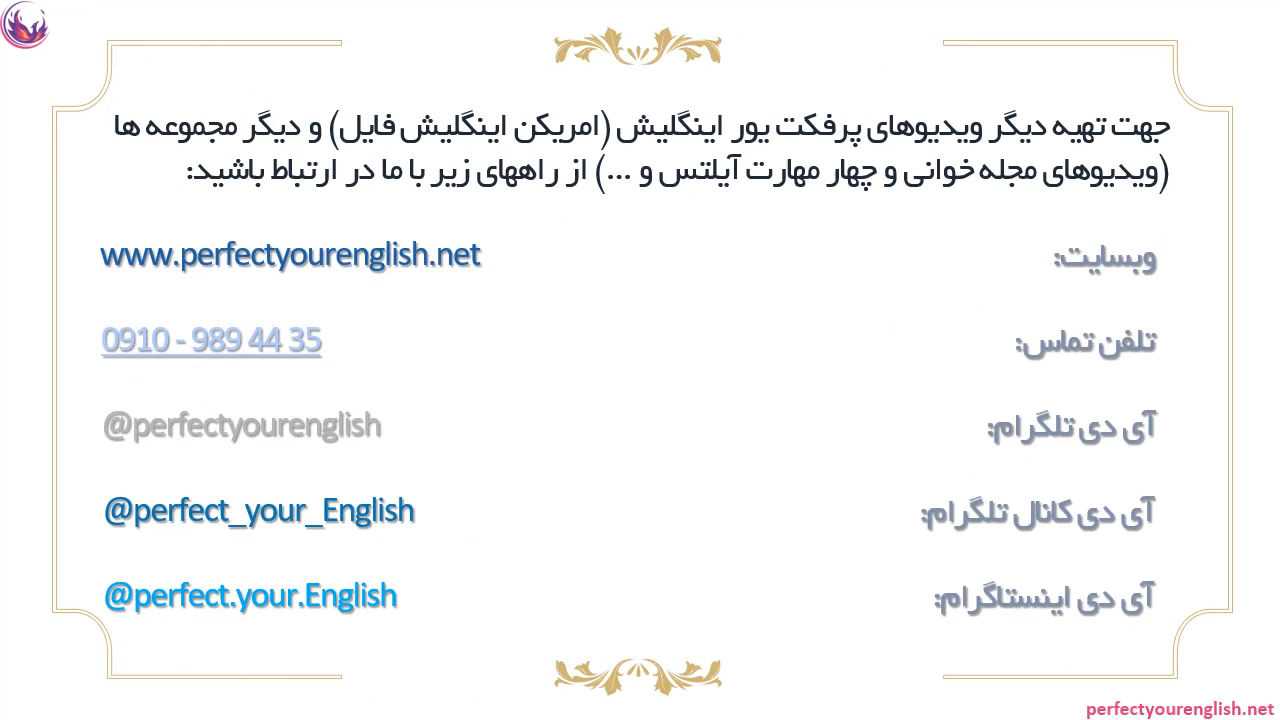 جهت تهیه دیگر ویدیوهای پرفکت یور اینگلیش (امریکن اینگلیش فایل) و دیگر مجموعه ها
(ویدیوهای مجله خوانی و چهار مهارت آیلتس و ...) از راههای زیر با ما در ارتباط باشید:
وبسایت: www.perfectyourenglish.net
تلفن تماس: 0910 - 989 44 35
آی دی تلگرام: @perfectyourenglish
آی دی کانال تلگرام: @perfect_your_English
آی دی اینستاگرام: @perfect.your.English
perfectyourenglish.net